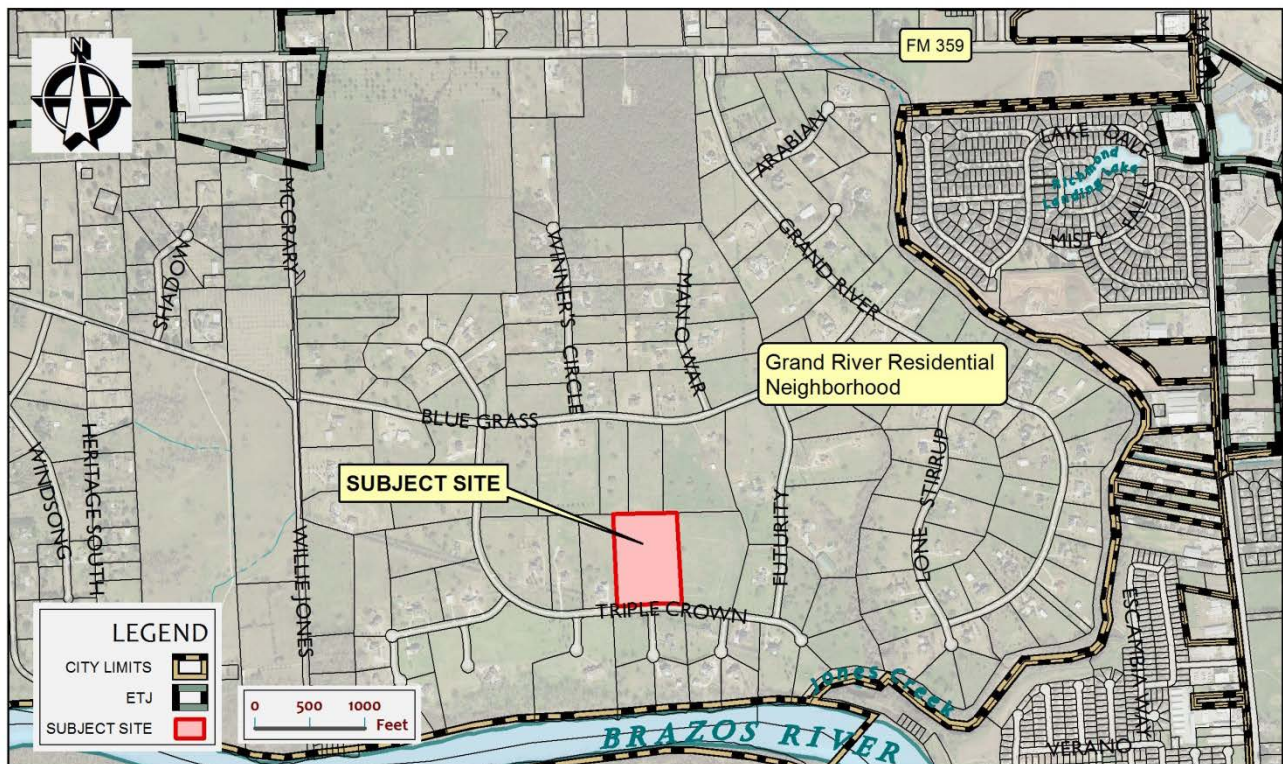 N
FM 359
LAKE DALE
Richmond
Landing Lake
MISTY
ARABIAN
GRAND RIVER
MCCRARY
SHADOW
WINNER'S CIRCLE
MAN O WAR
Grand River Residential
Neighborhood
BLUE GRASS
SUBJECT SITE
WINDSONG
HERITAGE SOUTH
WILLIE JONES
FUTURITY
LONE STIRRUP
TRIPLE CROWN
ESCAMBIA WAY
Jones Creek
BRAZOS RIVER
VERANO
LEGEND
CITY LIMITS
ETJ
SUBJECT SITE
0 500 1000
Feet